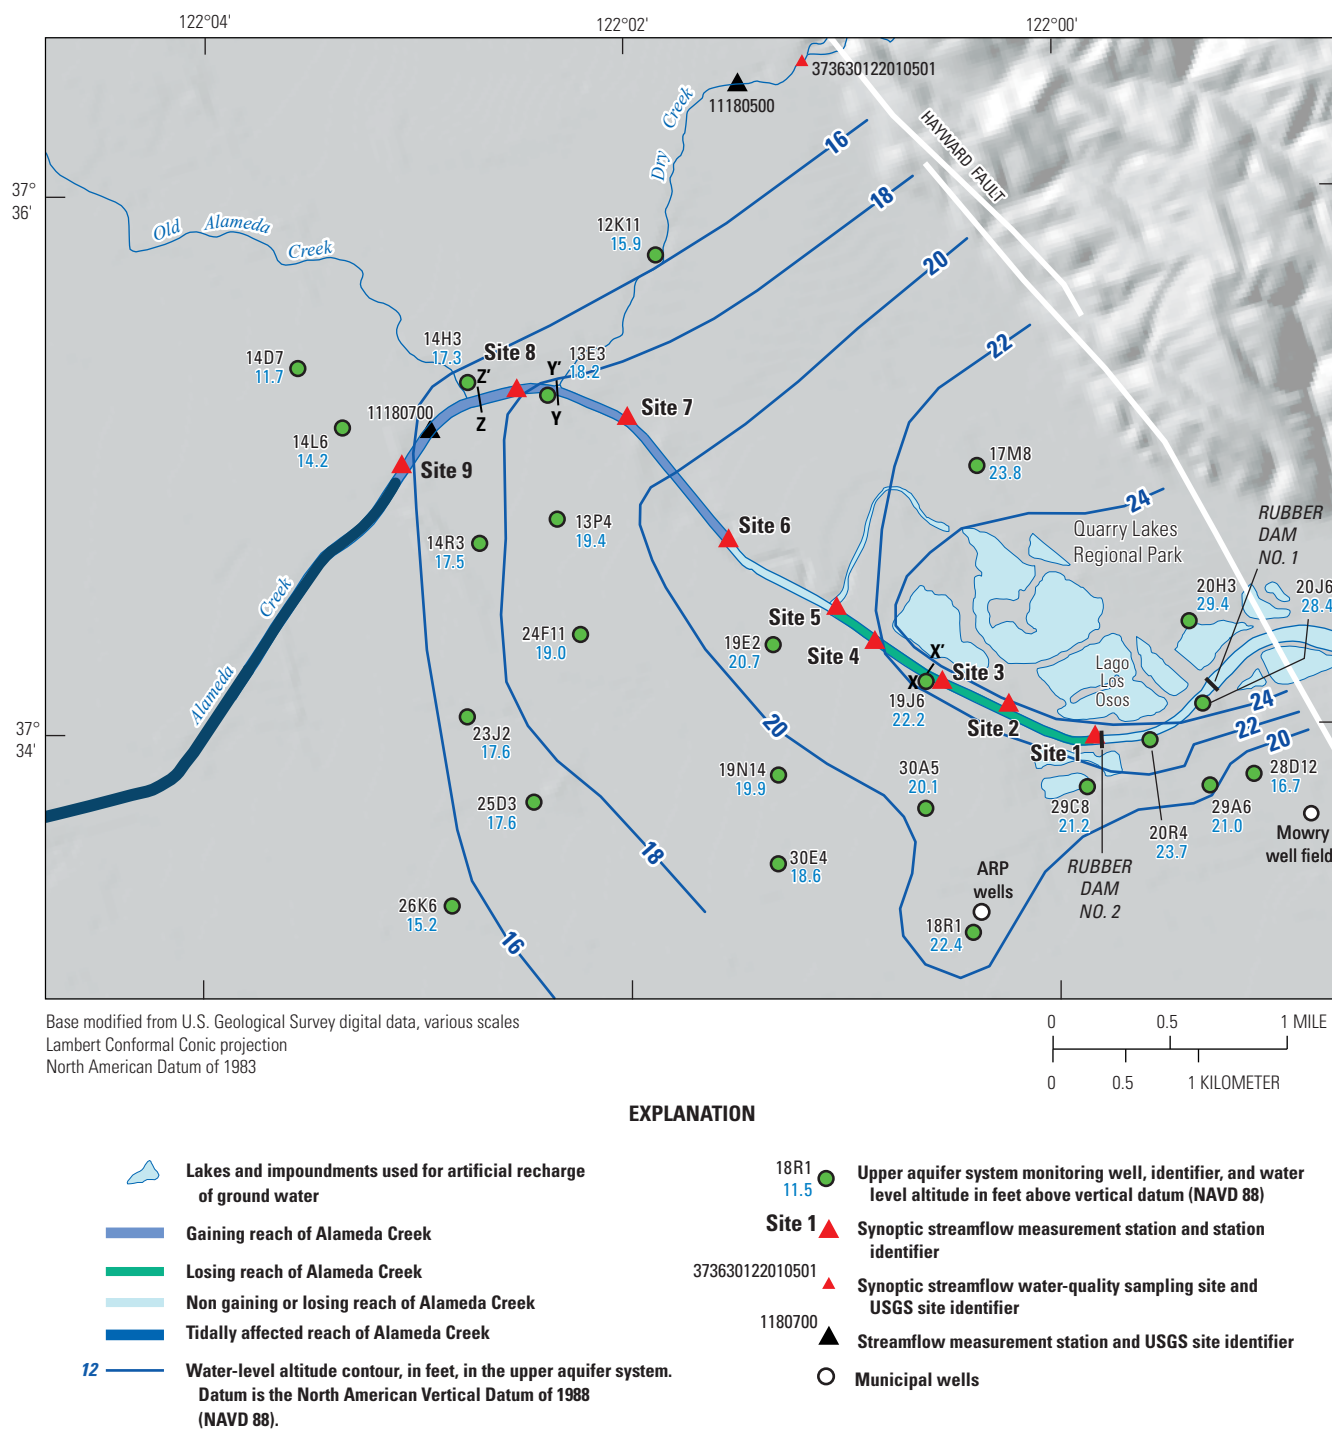 122°04'
122°02'
122°00'
373630122010501
11180500
Dry Creek
HAYWARD FAULT
16
18
20
22
37°
36'
Old Alameda Creek
12K11
15.9
14H3
17.3
Site 8
13E3
18.2
Z'
Y'
14D7
11.7
11180700
Z
Y
Site 7
14L6
14.2
Site 9
17M8
23.8
24
Quarry Lakes
Regional Park
RUBBER
DAM
NO. 1
13P4
19.4
Site 6
14R3
17.5
20H3
29.4
20J6
28.4
Alameda Creek
24F11
19.0
19E2
20.7
Site 5
Site 4
X'
X
Site 3
19J6
22.2
Lago
Los
Osos
Site 2
Site 1
24
22
20
37°
34'
23J2
17.6
20
19N14
19.9
30A5
20.1
28D12
16.7
29C8
21.2
29A6
21.0
20R4
23.7
Mowry
well field
25D3
17.6
18
30E4
18.6
RUBBER
DAM
NO. 2
ARP
wells
26K6
15.2
16
18R1
22.4
Base modified from U.S. Geological Survey digital data, various scales
Lambert Conformal Conic projection
North American Datum of 1983
0 0.5 1 MILE
0 0.5 1 KILOMETER
EXPLANATION
Lakes and impoundments used for artificial recharge
of ground water
Gaining reach of Alameda Creek
Losing reach of Alameda Creek
Non gaining or losing reach of Alameda Creek
Tidally affected reach of Alameda Creek
12
Water-level altitude contour, in feet, in the upper aquifer system.
Datum is the North American Vertical Datum of 1988
(NAVD 88).
18R1
11.5
Upper aquifer system monitoring well, identifier, and water
level altitude in feet above vertical datum (NAVD 88)
Site 1
Synoptic streamflow measurement station and station
identifier
373630122010501
Synoptic streamflow water-quality sampling site and
USGS site identifier
1180700
Streamflow measurement station and USGS site identifier
Municipal wells